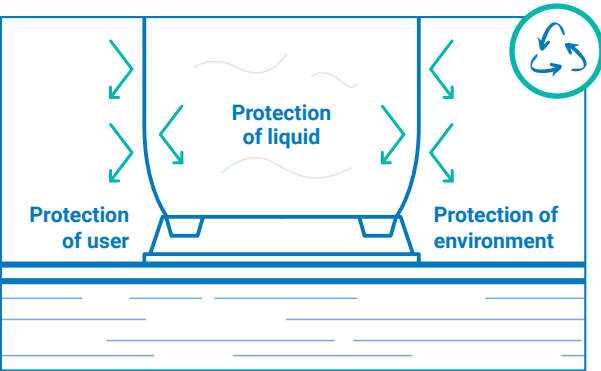 Protection
of liquid
Protection
of user
Protection of
environment